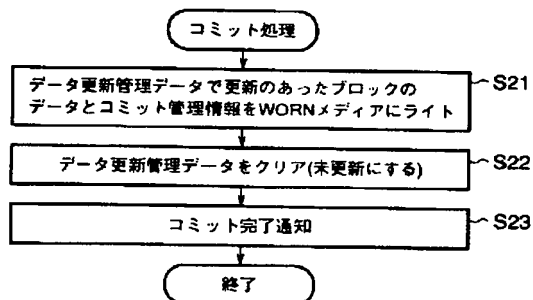 コミット処理
データ更新管理データで更新のあったブロックの
データとコミット管理情報をWORNメディアにライト
S21
データ更新管理データをクリア(未更新にする)
S22
コミット完了通知
S23
終了